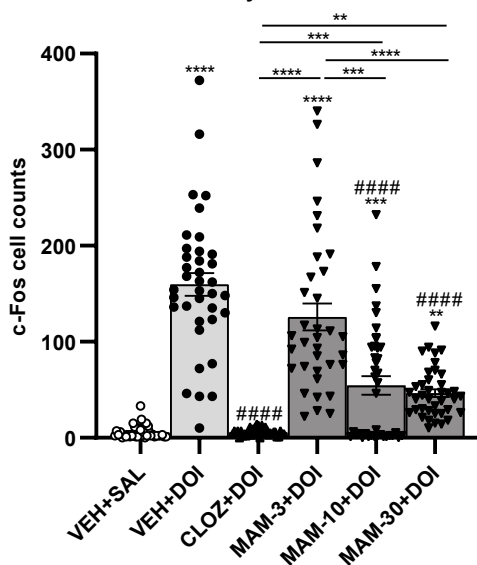 **
***
****
**** ***
****
****
####
***
####
**
####
c-Fos cell counts
400
300
200
100
0
VEH+SAL
VEH+DOI
CLOZ+DOI
MAM-3+DOI
MAM-10+DOI
MAM-30+DOI